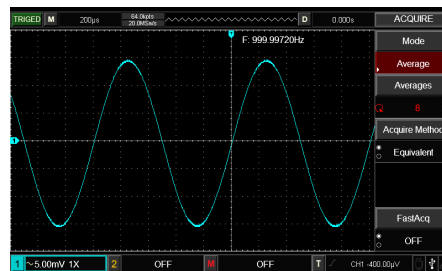 TRIGED M 200μs 64.0kpts 20.0MSa/s D 0.000s ACQUIRE
T
F: 999.99720Hz
Mode
Average
Averages
8
Acquire Method
Equivalent
FastAcq
OFF
1
1 ~5.00mV 1X 2 OFF M OFF T CH1 -400.00μV